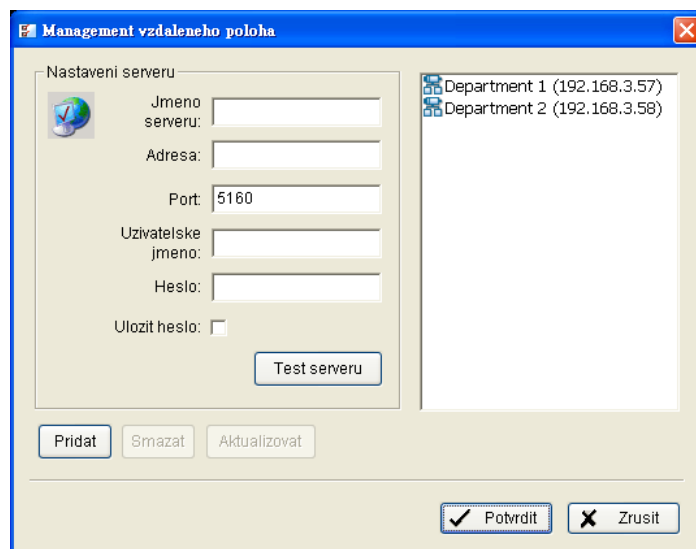 Management vzdaleneho poloha
Nastaveni serveru
Jmeno
serveru:
Adresa:
Port: 5160
Uzivatelske
jmeno:
Heslo:
Ulozit heslo:
Test serveru
Department 1 (192.168.3.57)
Department 2 (192.168.3.58)
Pridat Smazat Aktualizovat
Potvrdit Zrusit